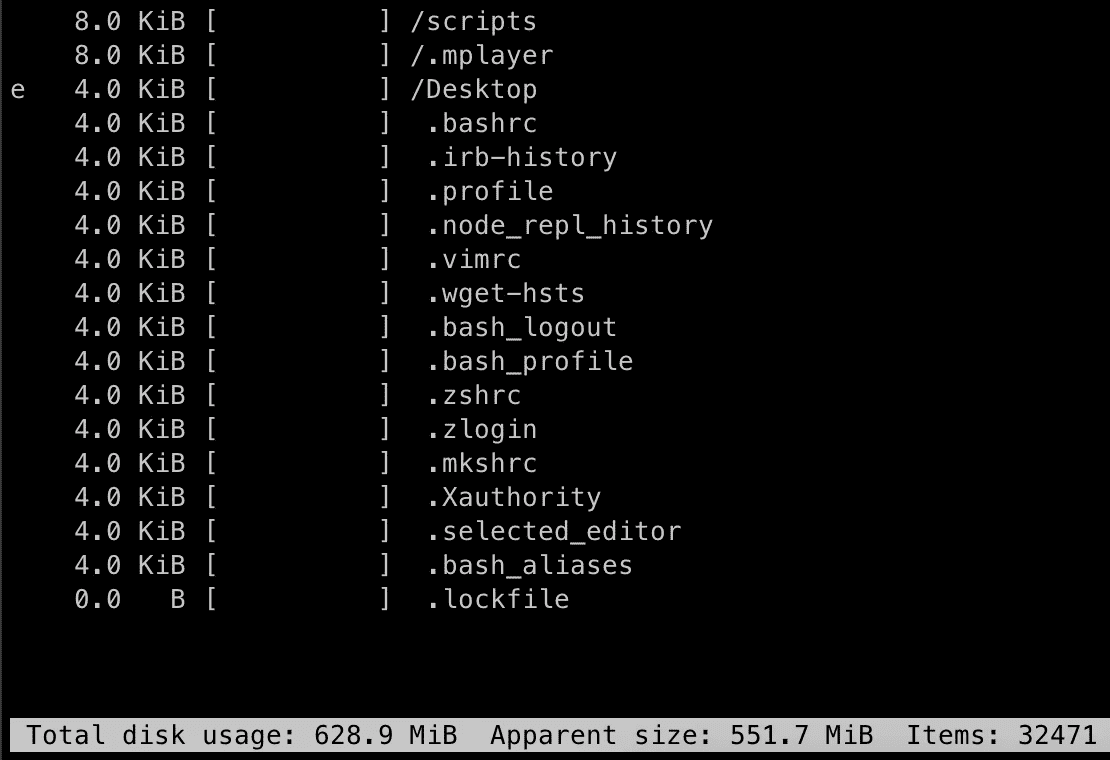 8.0 KiB [          ] /scripts
8.0 KiB [          ] /.mplayer
e   4.0 KiB [          ] /Desktop
4.0 KiB [          ]  .bashrc
4.0 KiB [          ]  .irb-history
4.0 KiB [          ]  .profile
4.0 KiB [          ]  .node_repl_history
4.0 KiB [          ]  .vimrc
4.0 KiB [          ]  .wget-hsts
4.0 KiB [          ]  .bash_logout
4.0 KiB [          ]  .bash_profile
4.0 KiB [          ]  .zshrc
4.0 KiB [          ]  .zlogin
4.0 KiB [          ]  .mkshrc
4.0 KiB [          ]  .Xauthority
4.0 KiB [          ]  .selected_editor
4.0 KiB [          ]  .bash_aliases
0.0   B [          ]  .lockfile
Total disk usage: 628.9 MiB  Apparent size: 551.7 MiB  Items: 32471